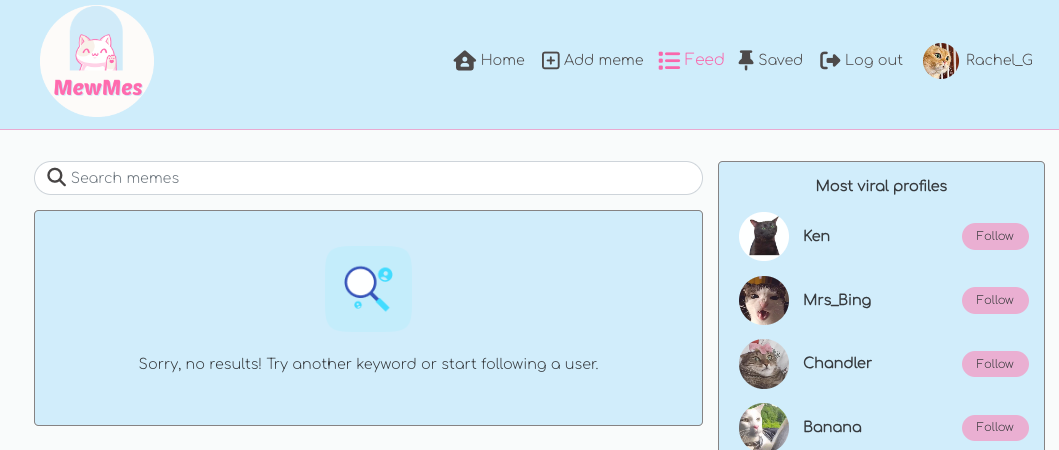 MewMes
Home
Add meme
Feed
Saved
Log out
Rachel_G
Search memes
Sorry, no results! Try another keyword or start following a user.
Most viral profiles
Ken
Follow
Mrs_Bing
Follow
Chandler
Follow
Banana
Follow